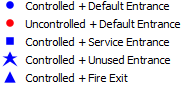 Controlled + Default Entrance
Uncontrolled + Default Entrance
Controlled + Service Entrance
Controlled + Unused Entrance
Controlled + Fire Exit